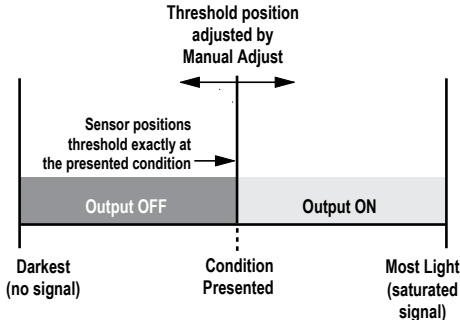 Threshold position
adjusted by
Manual Adjust
Sensor positions
threshold exactly at
the presented condition
Output OFF
Output ON
Darkest
(no signal)
Condition
Presented
Most Light
(saturated
signal)